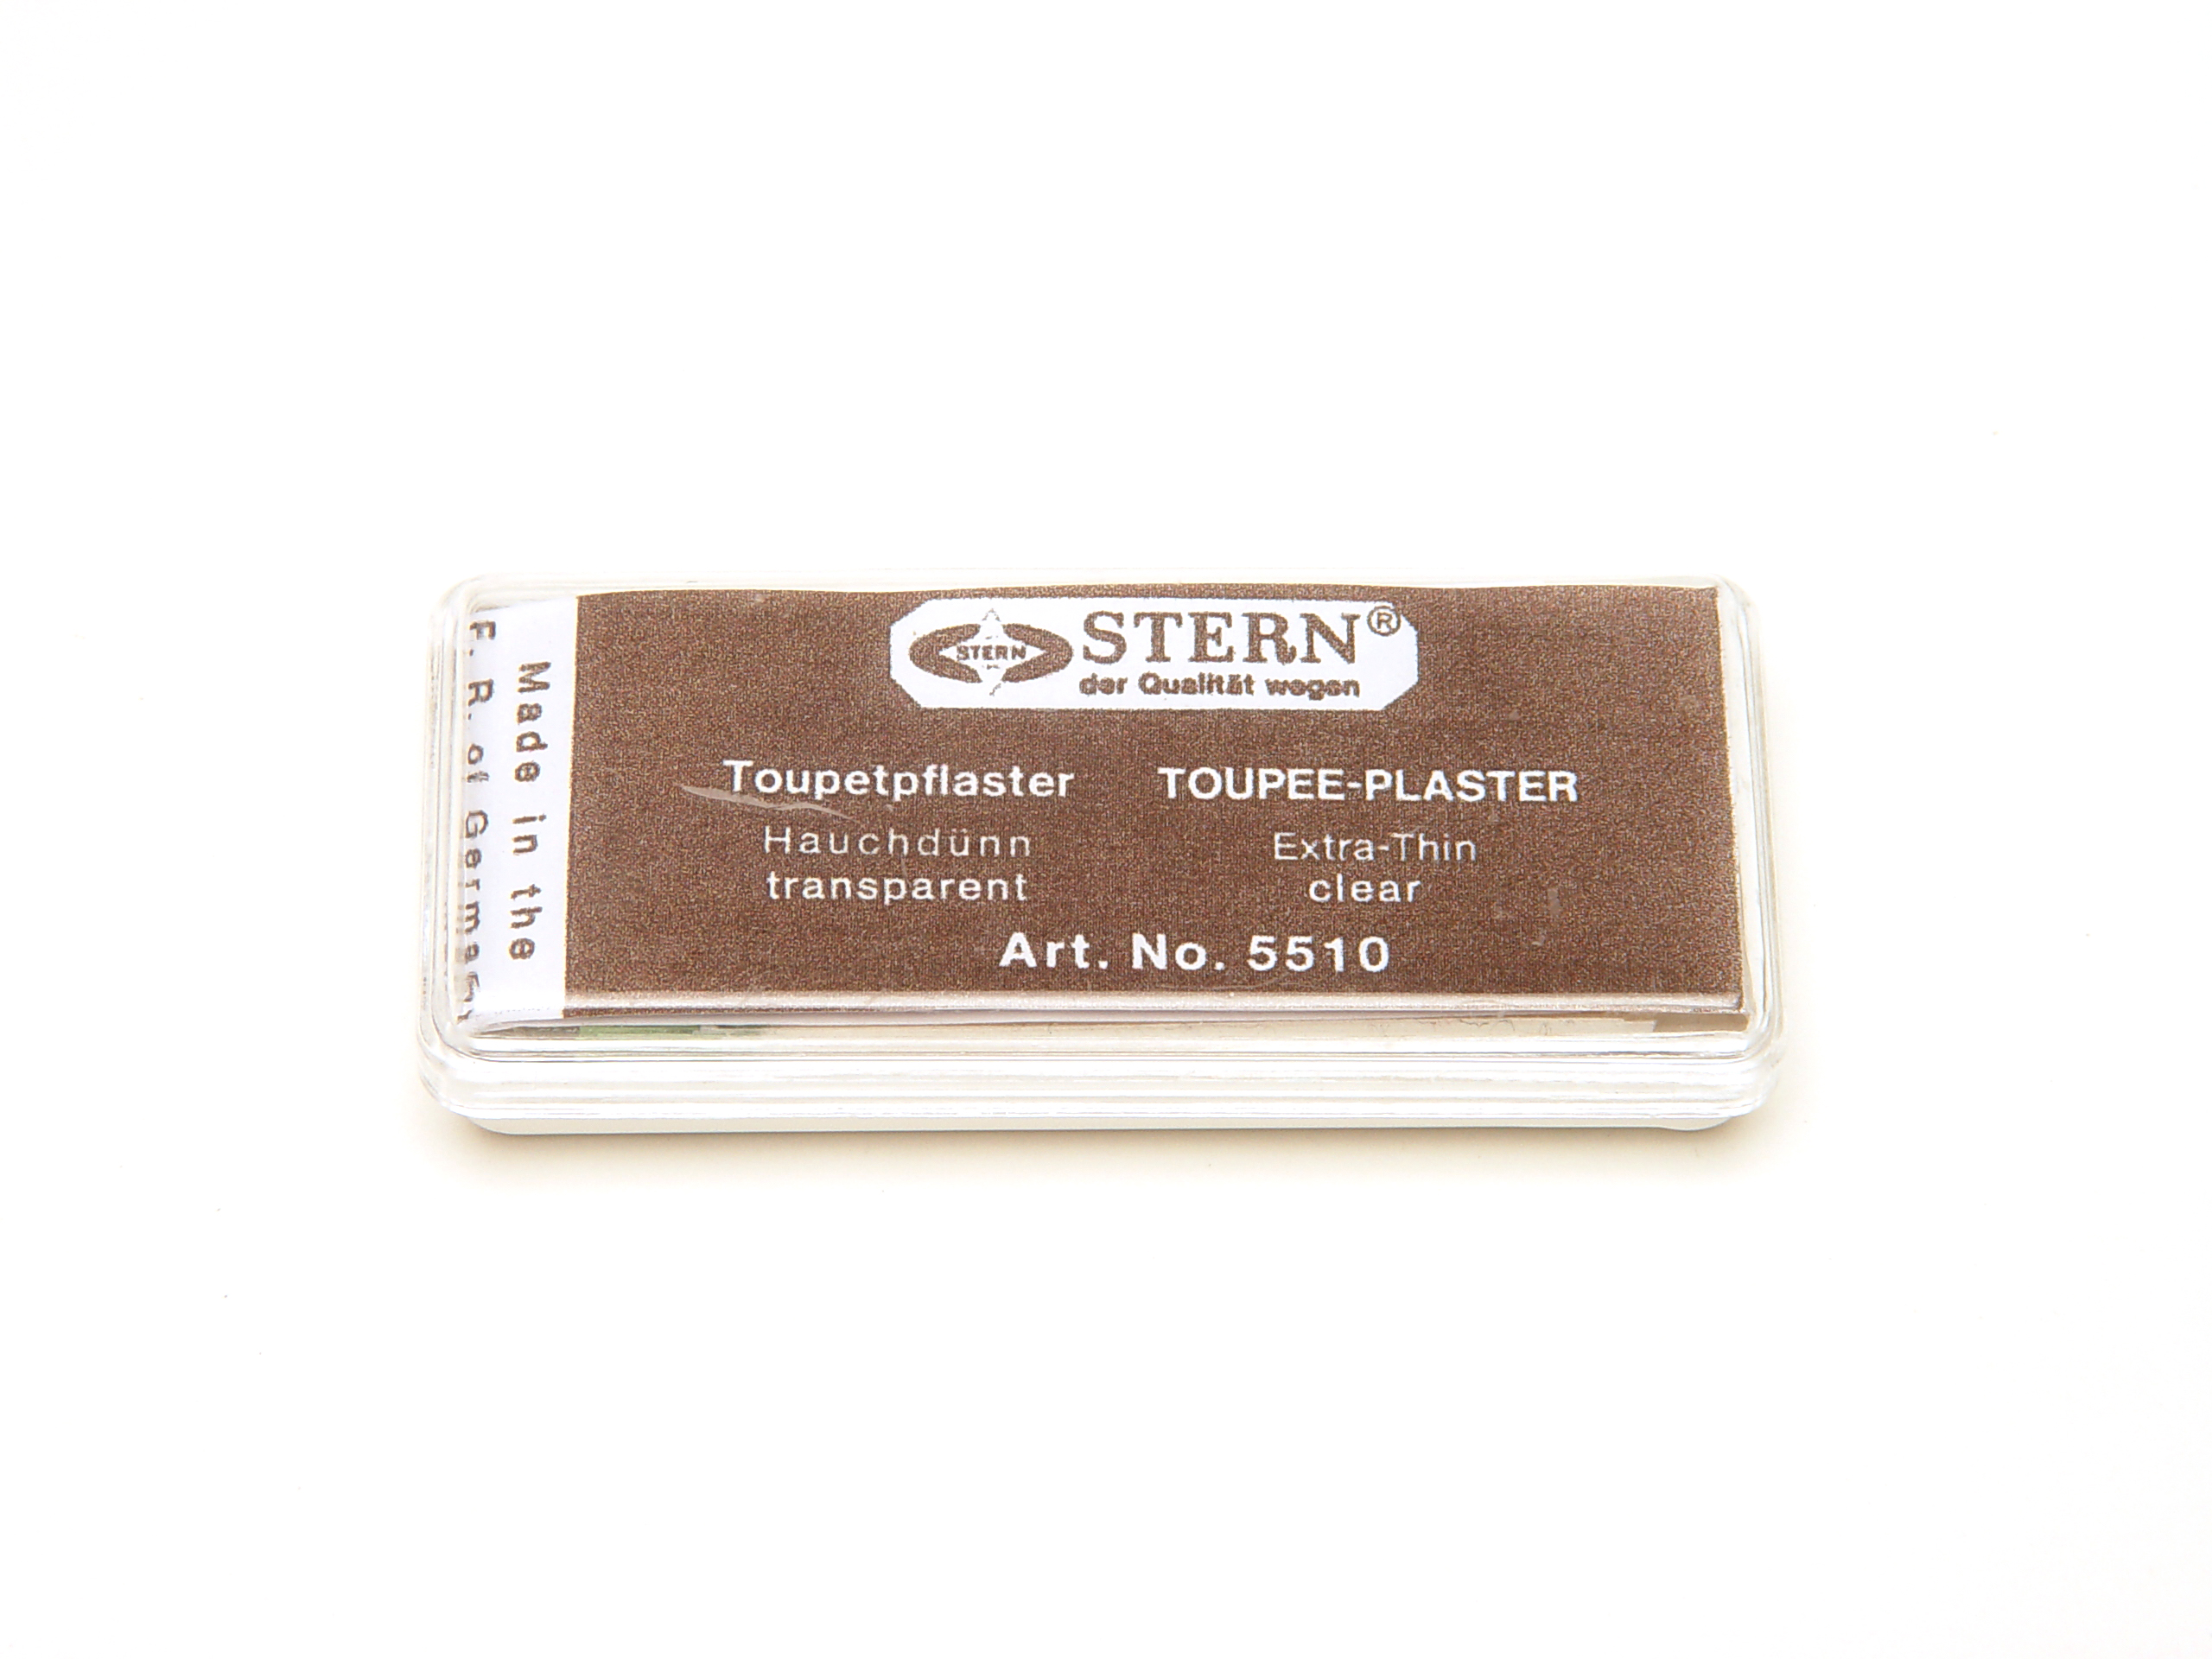 Made in the
F. R. of Germany
STERN
STERN®
der Qualität wegen
Toupetpflaster
Hauchdünn
transparent
TOUPEE-PLASTER
Extra-Thin
clear
Art. No. 5510